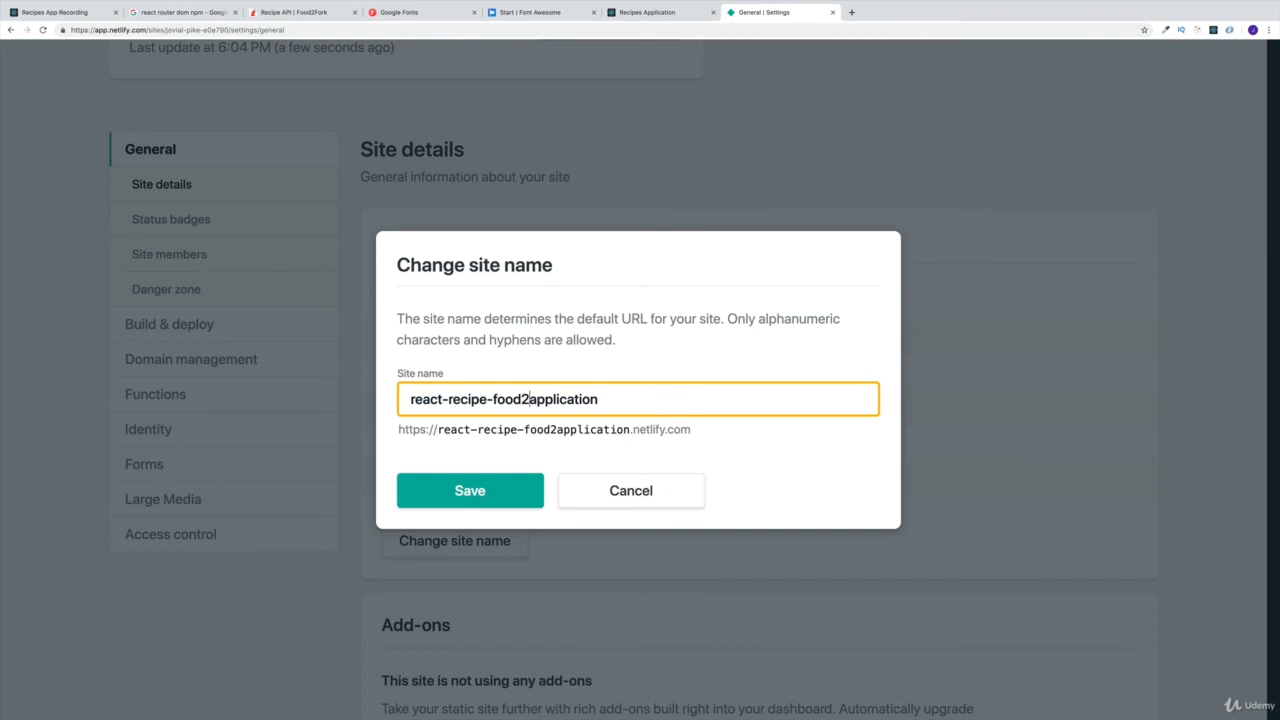 Recipes App Recording
react router dom npm - Goog
Recipe API | Food2Fork
Google Fonts
Start | Font Awesome
Recipes Application
General | Settings
https://app.netlify.com/sites/jovial-pike-e0e790/settings/general
Last update at 6:04 PM (a few seconds ago)
General
Site details
Status badges
Site members
Danger zone
Build & deploy
Domain management
Functions
Identity
Forms
Large Media
Access control
Site details
General information about your site
Change site name
The site name determines the default URL for your site. Only alphanumeric
characters and hyphens are allowed.
Site name
react-recipe-food2application
https://react-recipe-food2application.netlify.com
Save
Cancel
Change site name
Add-ons
This site is not using any add-ons
Take your static site further with rich add-ons built right into your dashboard. Automatically upgrade
Udemy